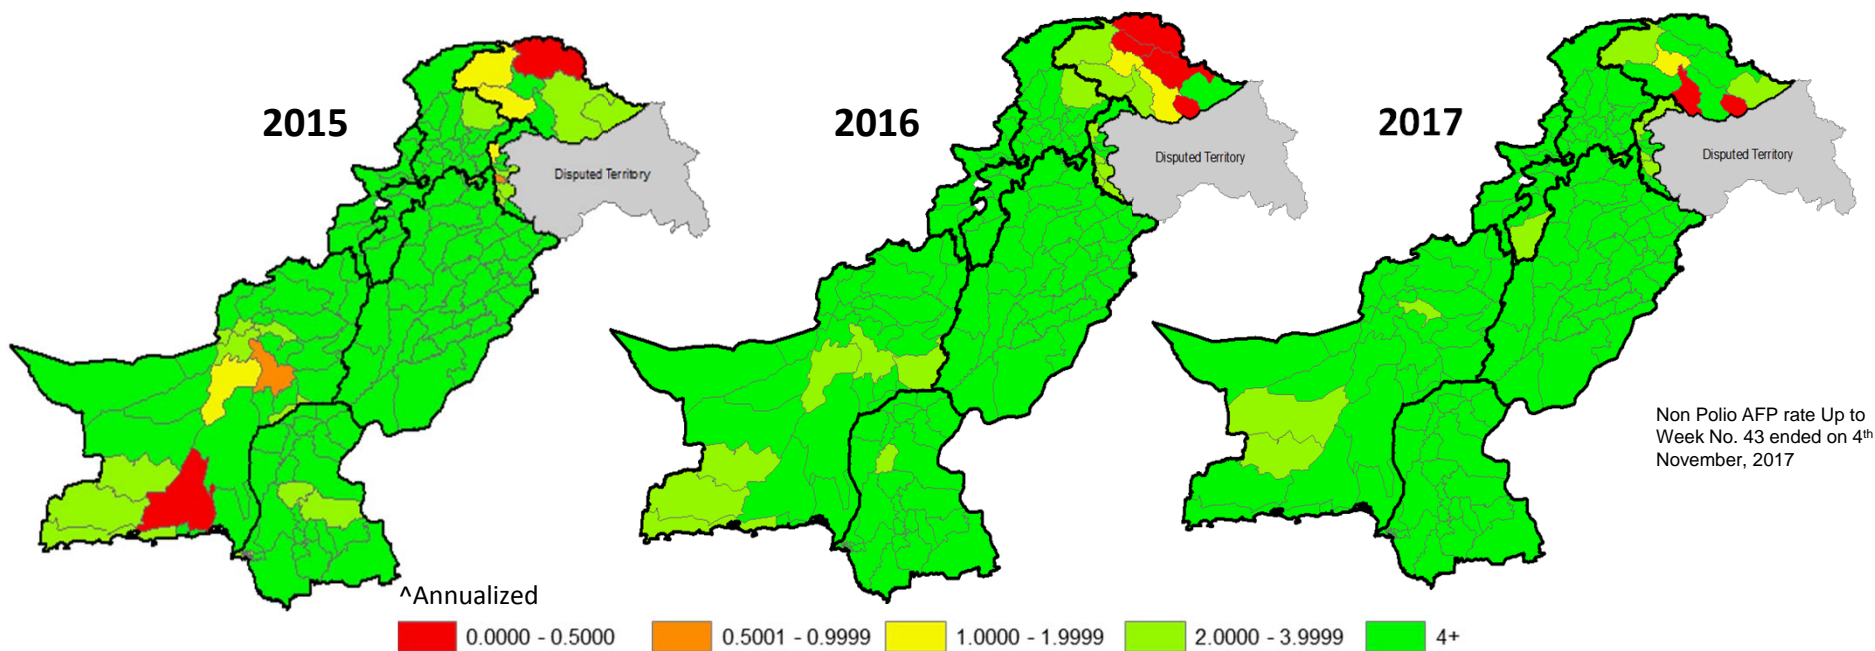 2015
2016
2017
Disputed Territory
Disputed Territory
Disputed Territory
Non Polio AFP rate Up to
Week No. 43 ended on 4th
November, 2017
^Annualized
0.0000 - 0.5000
0.5001 - 0.9999
1.0000 - 1.9999
2.0000 - 3.9999
4+